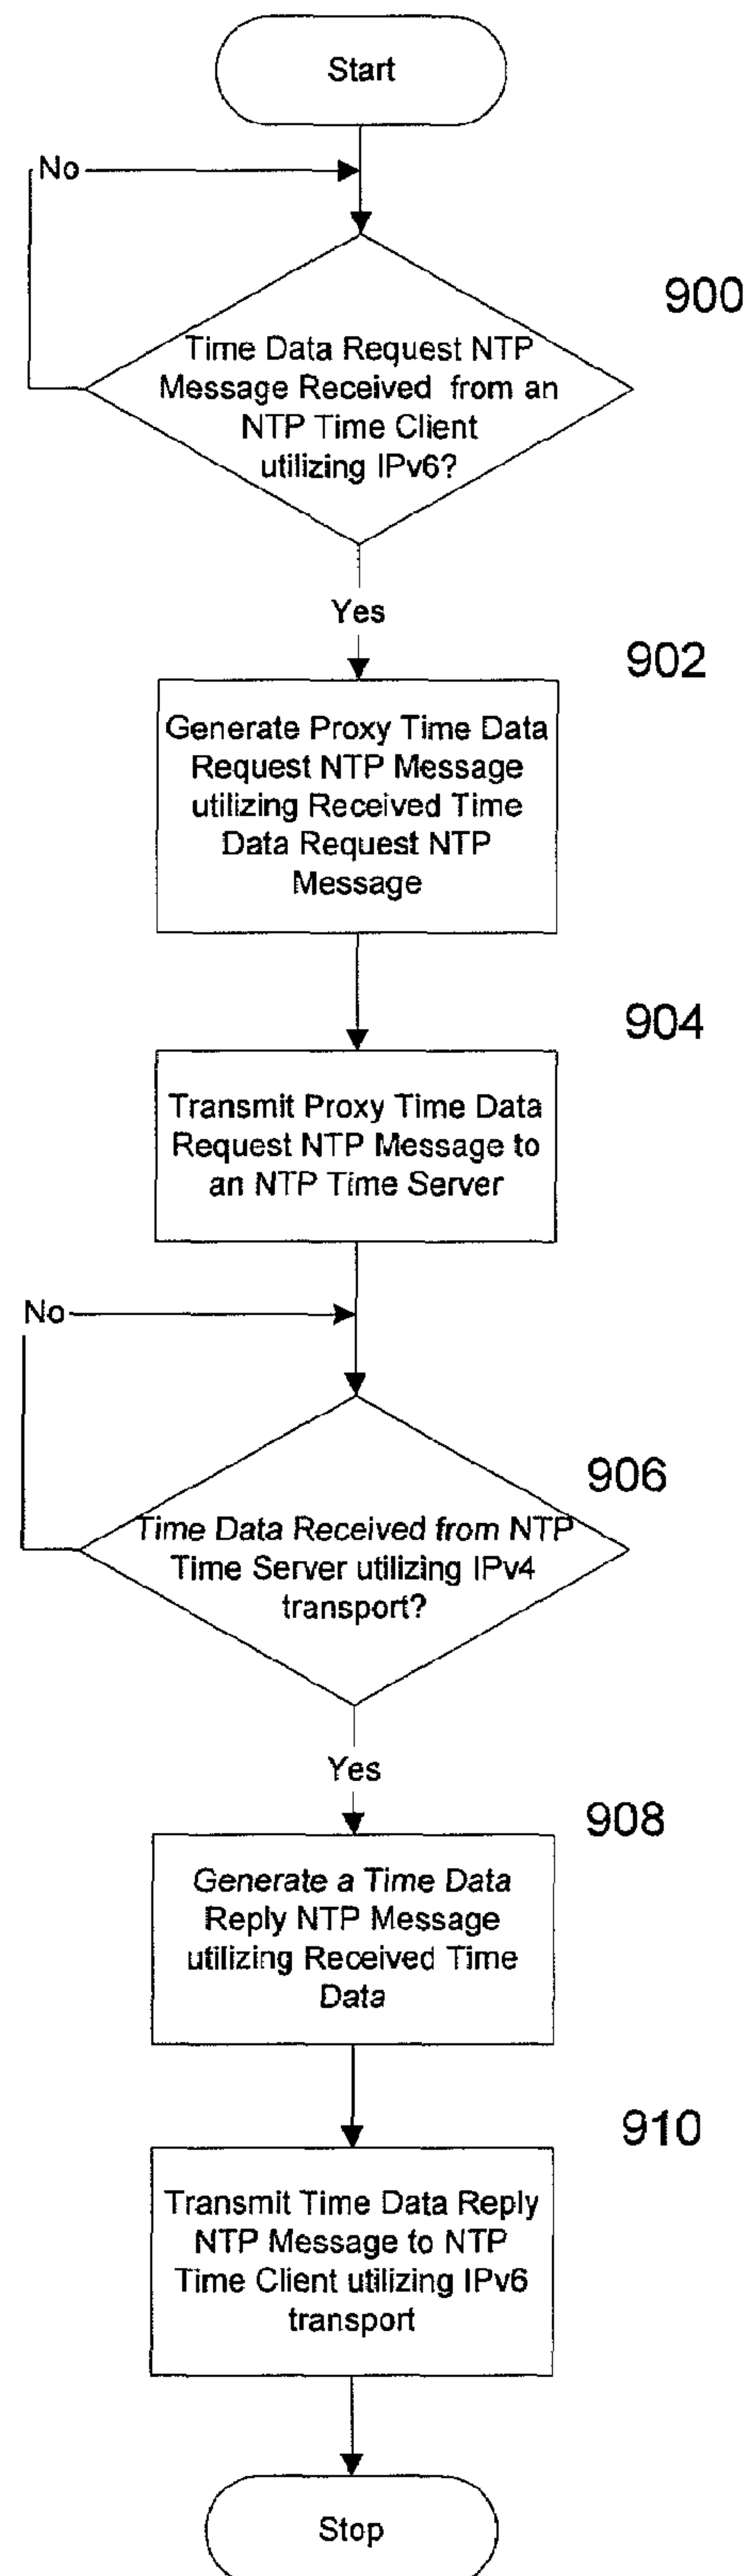 Start
No
900
Time Data Request NTP
Message Received from an
NTP Time Client
utilizing IPv6?
Yes
902
Generate Proxy Time Data
Request NTP Message
utilizing Received Time
Data Request NTP
Message
904
Transmit Proxy Time Data
Request NTP Message to
an NTP Time Server
No
906
Time Data Received from NTP
Time Server utilizing IPv4
transport?
Yes
908
Generate a Time Data
Reply NTP Message
utilizing Received Time
Data
910
Transmit Time Data Reply
NTP Message to NTP
Time Client utilizing IPv6
transport
Stop